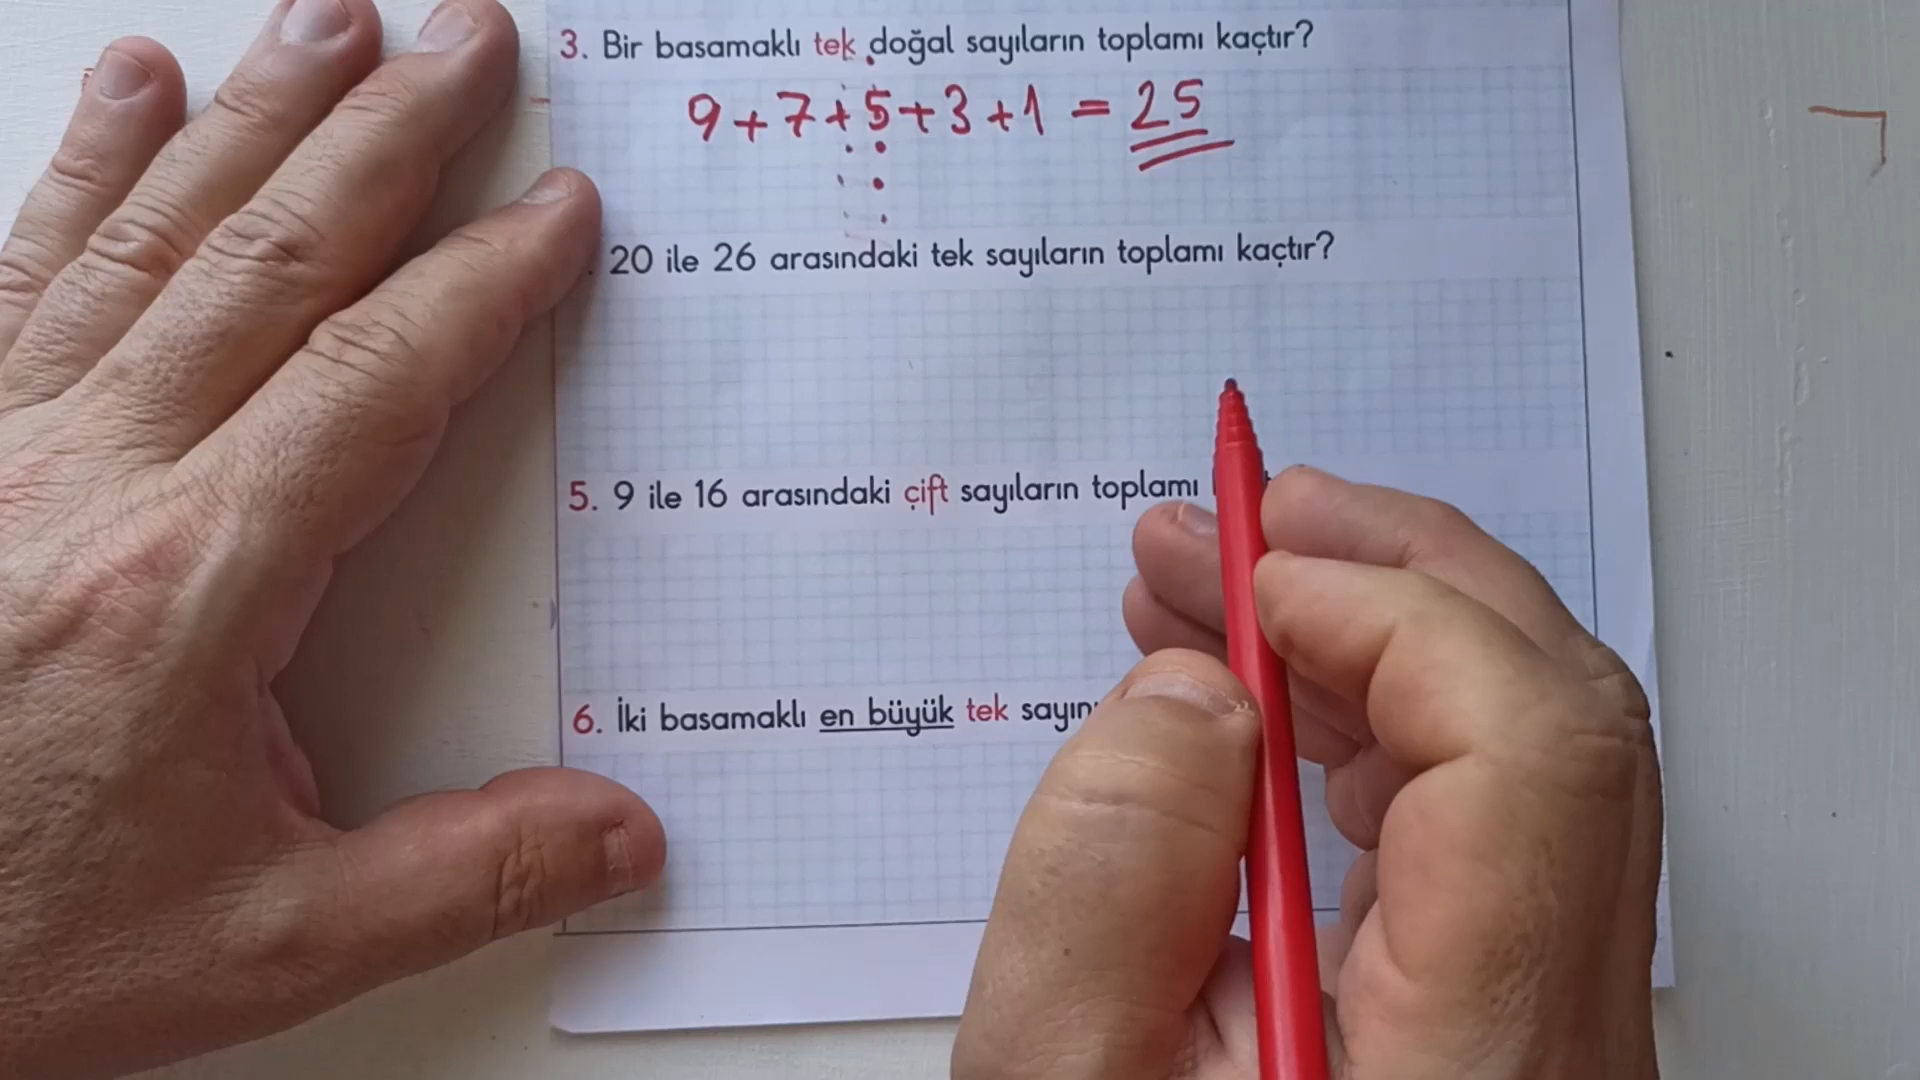 3. Bir basamaklı tek doğal sayıların toplamı kaçtır?
9+7+5+3+1 = 25
20 ile 26 arasındaki tek sayıların toplamı kaçtır?
5. 9 ile 16 arasındaki çift sayıların toplamı
6. İki basamaklı en büyük tek